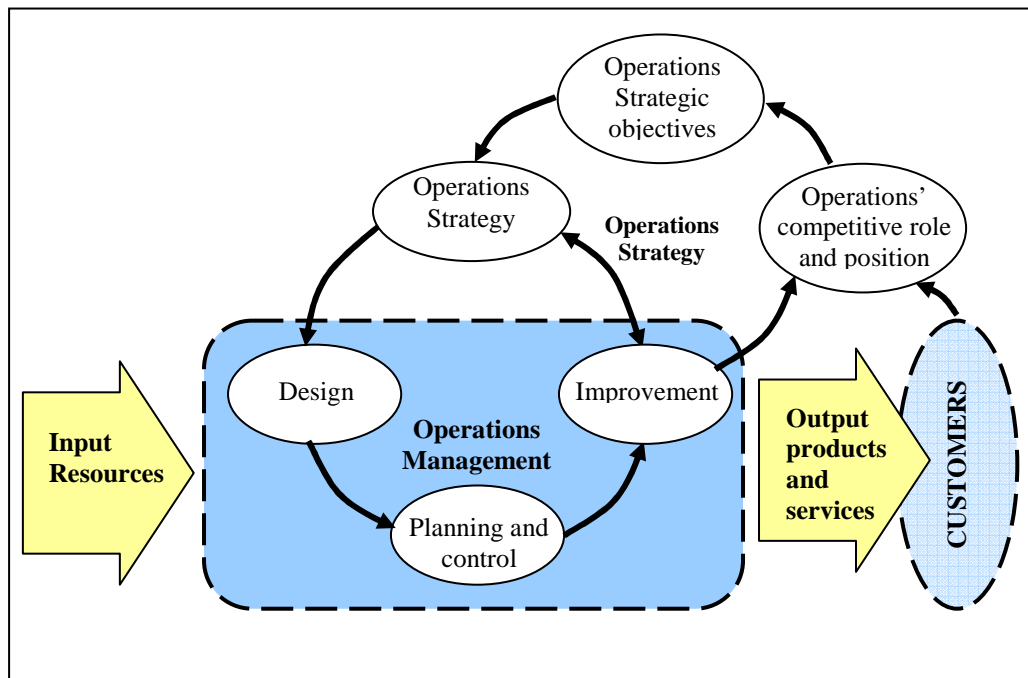 Operations
Strategic
objectives
Operations
Strategy
Operations
Strategy
Operations’
competitive role
and position
Design
Improvement
Operations
Management
Planning and
control
Input
Resources
Output
products
and
services
CUSTOMERS